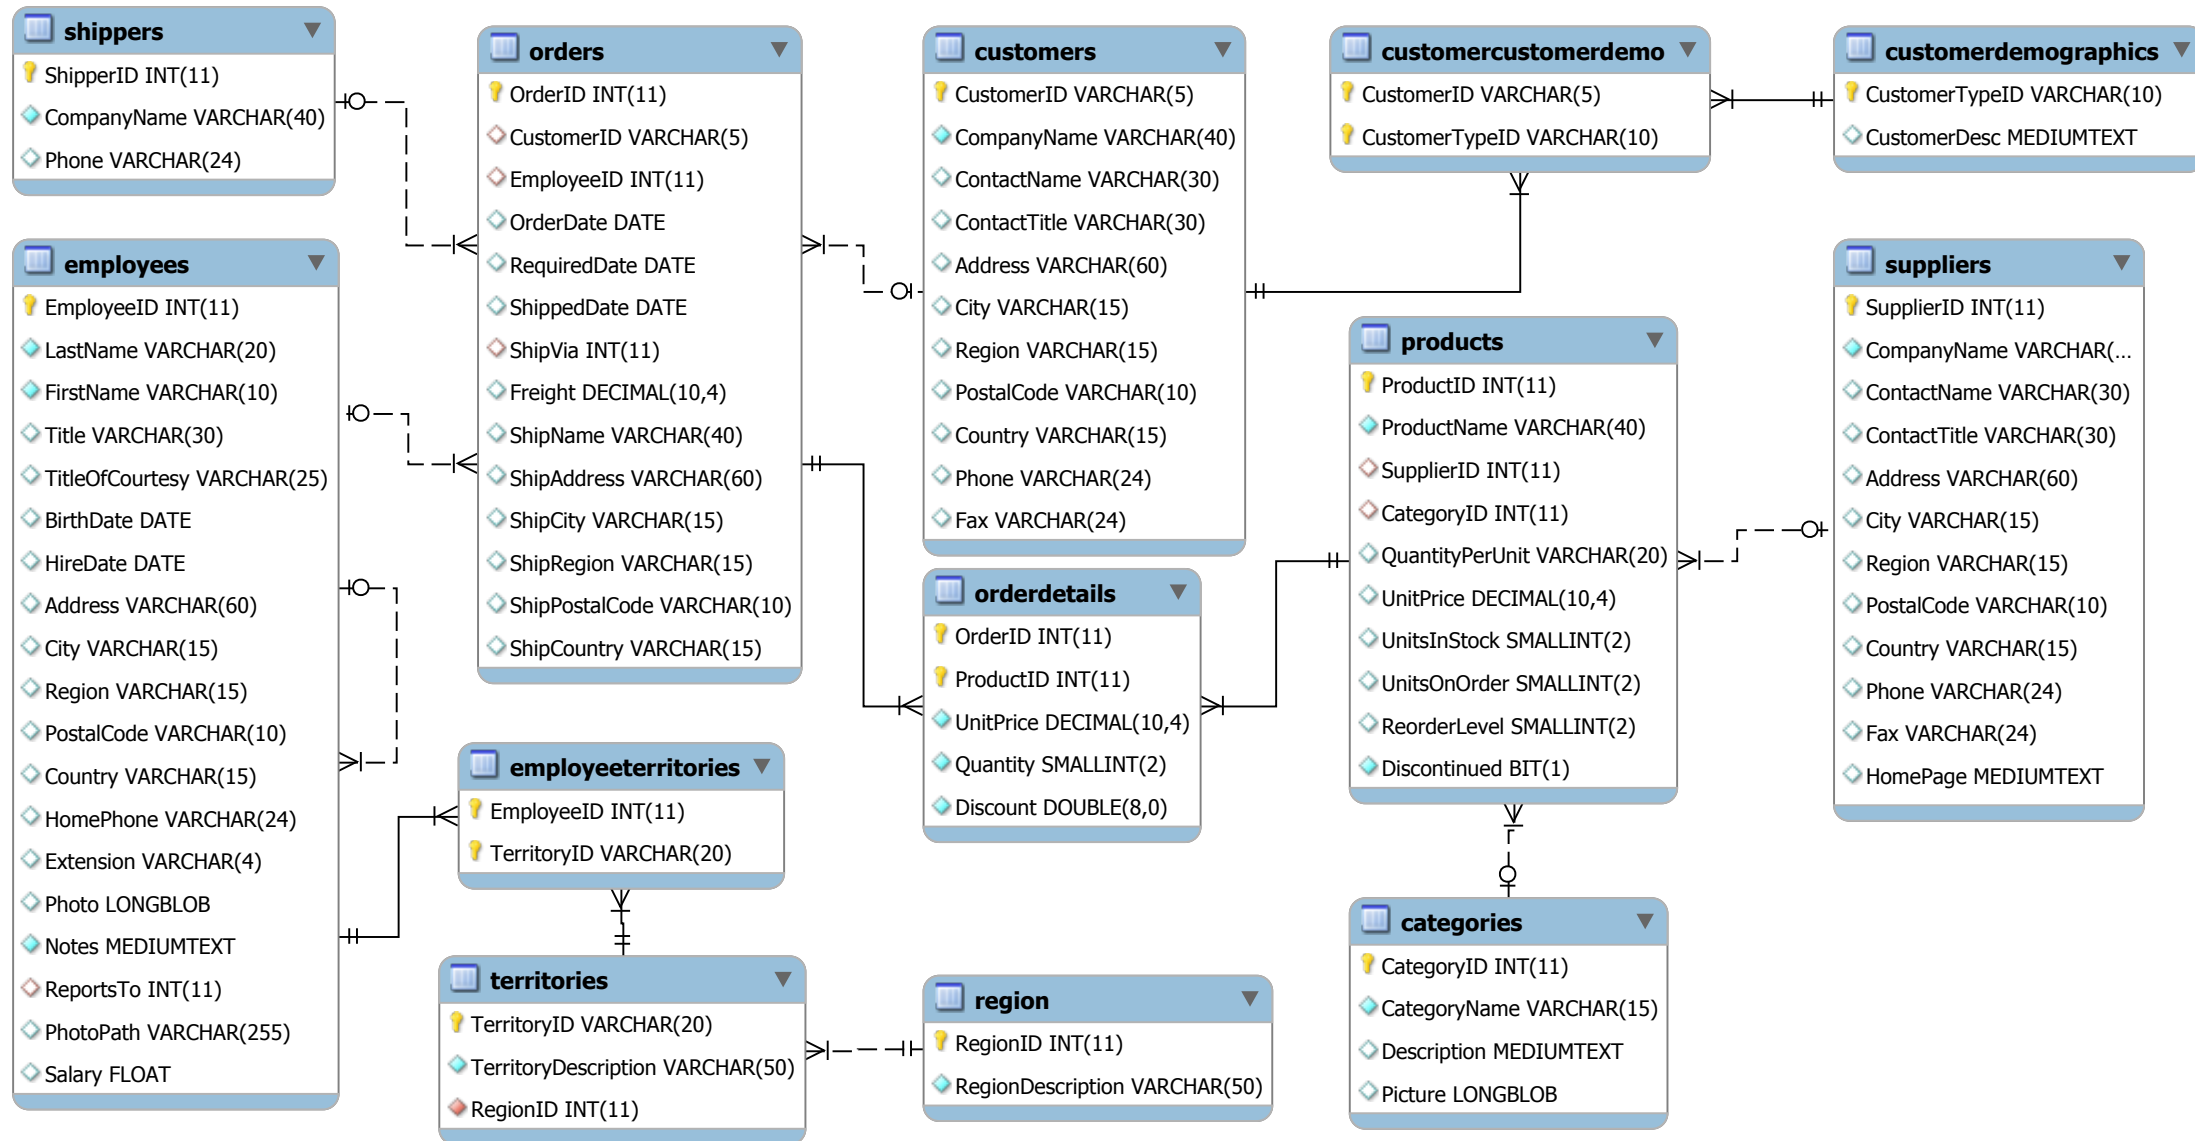 shippers
ShipperID INT(11)
CompanyName VARCHAR(40)
Phone VARCHAR(24)
employees
EmployeeID INT(11)
LastName VARCHAR(20)
FirstName VARCHAR(10)
Title VARCHAR(30)
TitleOfCourtesy VARCHAR(25)
BirthDate DATE
HireDate DATE
Address VARCHAR(60)
City VARCHAR(15)
Region VARCHAR(15)
PostalCode VARCHAR(10)
Country VARCHAR(15)
HomePhone VARCHAR(24)
Extension VARCHAR(4)
Photo LONGBLOB
Notes MEDIUMTEXT
ReportsTo INT(11)
PhotoPath VARCHAR(255)
Salary FLOAT
orders
OrderID INT(11)
CustomerID VARCHAR(5)
EmployeeID INT(11)
OrderDate DATE
RequiredDate DATE
ShippedDate DATE
ShipVia INT(11)
Freight DECIMAL(10,4)
ShipName VARCHAR(40)
ShipAddress VARCHAR(60)
ShipCity VARCHAR(15)
ShipRegion VARCHAR(15)
ShipPostalCode VARCHAR(10)
ShipCountry VARCHAR(15)
employeeterritories
EmployeeID INT(11)
TerritoryID VARCHAR(20)
territories
TerritoryID VARCHAR(20)
TerritoryDescription VARCHAR(50)
RegionID INT(11)
customers
CustomerID VARCHAR(5)
CompanyName VARCHAR(40)
ContactName VARCHAR(30)
ContactTitle VARCHAR(30)
Address VARCHAR(60)
City VARCHAR(15)
Region VARCHAR(15)
PostalCode VARCHAR(10)
Country VARCHAR(15)
Phone VARCHAR(24)
Fax VARCHAR(24)
orderdetails
OrderID INT(11)
ProductID INT(11)
UnitPrice DECIMAL(10,4)
Quantity SMALLINT(2)
Discount DOUBLE(8,0)
region
RegionID INT(11)
RegionDescription VARCHAR(50)
customercustomerdemo
CustomerID VARCHAR(5)
CustomerTypeID VARCHAR(10)
products
ProductID INT(11)
ProductName VARCHAR(40)
SupplierID INT(11)
CategoryID INT(11)
QuantityPerUnit VARCHAR(20)
UnitPrice DECIMAL(10,4)
UnitsInStock SMALLINT(2)
UnitsOnOrder SMALLINT(2)
ReorderLevel SMALLINT(2)
Discontinued BIT(1)
categories
CategoryID INT(11)
CategoryName VARCHAR(15)
Description MEDIUMTEXT
Picture LONGBLOB
customerdemographics
CustomerTypeID VARCHAR(10)
CustomerDesc MEDIUMTEXT
suppliers
SupplierID INT(11)
CompanyName VARCHAR(...
ContactName VARCHAR(30)
ContactTitle VARCHAR(30)
Address VARCHAR(60)
City VARCHAR(15)
Region VARCHAR(15)
PostalCode VARCHAR(10)
Country VARCHAR(15)
Phone VARCHAR(24)
Fax VARCHAR(24)
HomePage MEDIUMTEXT